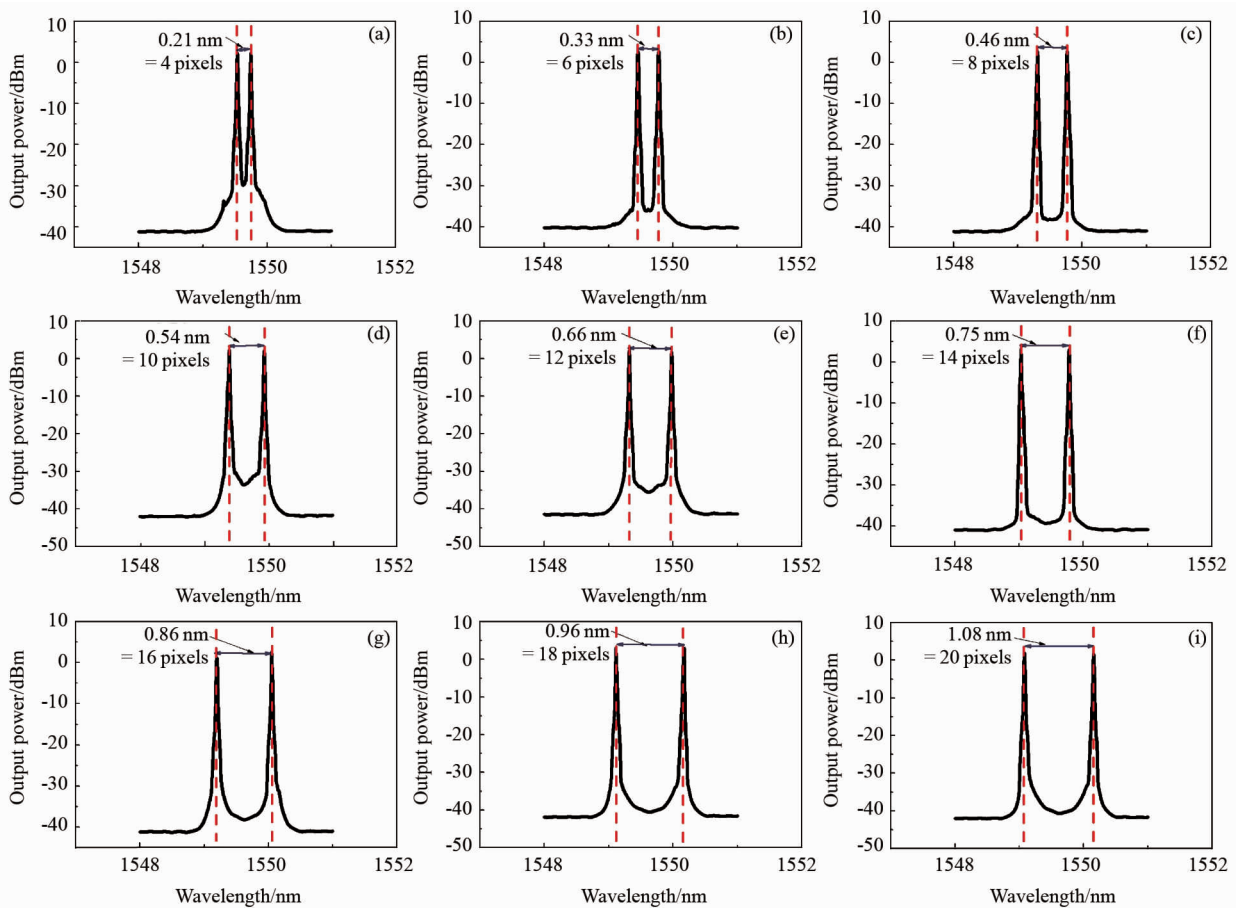 10
0
-10
-20
-30
-40
Output power/dBm
0.21 nm
= 4 pixels
(a)
1548
1550
1552
Wavelength/nm
10
0
-10
-20
-30
-40
Output power/dBm
0.33 nm
= 6 pixels
(b)
1548
1550
1552
Wavelength/nm
10
0
-10
-20
-30
-40
Output power/dBm
0.46 nm
= 8 pixels
(c)
1548
1550
1552
Wavelength/nm
10
0
-10
-20
-30
-40
-50
Output power/dBm
0.54 nm
= 10 pixels
(d)
1548
1550
1552
Wavelength/nm
10
0
-10
-20
-30
-40
-50
Output power/dBm
0.66 nm
= 12 pixels
(e)
1548
1550
1552
Wavelength/nm
10
0
-10
-20
-30
-40
Output power/dBm
0.75 nm
= 14 pixels
(f)
1548
1550
1552
Wavelength/nm
10
0
-10
-20
-30
-40
Output power/dBm
0.86 nm
= 16 pixels
(g)
1548
1550
1552
Wavelength/nm
10
0
-10
-20
-30
-40
-50
Output power/dBm
0.96 nm
= 18 pixels
(h)
1548
1550
1552
Wavelength/nm
10
0
-10
-20
-30
-40
-50
Output power/dBm
1.08 nm
= 20 pixels
(i)
1548
1550
1552
Wavelength/nm